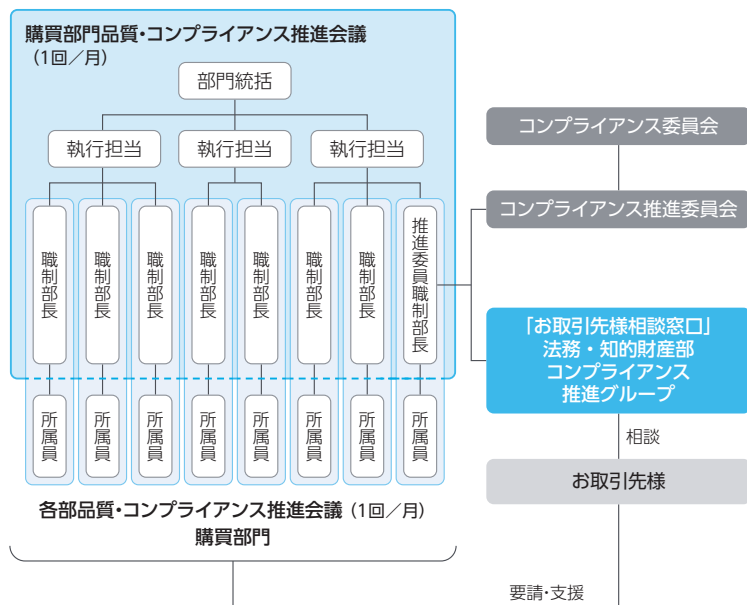 購買部門品質・コンプライアンス推進会議
（1回／月）
部門統括
執行担当
執行担当
執行担当
職制部長
職制部長
職制部長
職制部長
職制部長
職制部長
職制部長
推進委員職制部長
所属員
所属員
所属員
所属員
所属員
所属員
所属員
所属員
各部品質・コンプライアンス推進会議（1回／月）
購買部門
コンプライアンス委員会
コンプライアンス推進委員会
「お取引先様相談窓口」
法務・知的財産部
コンプライアンス
推進グループ
相談
お取引先様
要請・支援